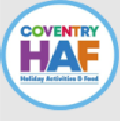 COVENTRY
HAF
Holiday Activities & Food